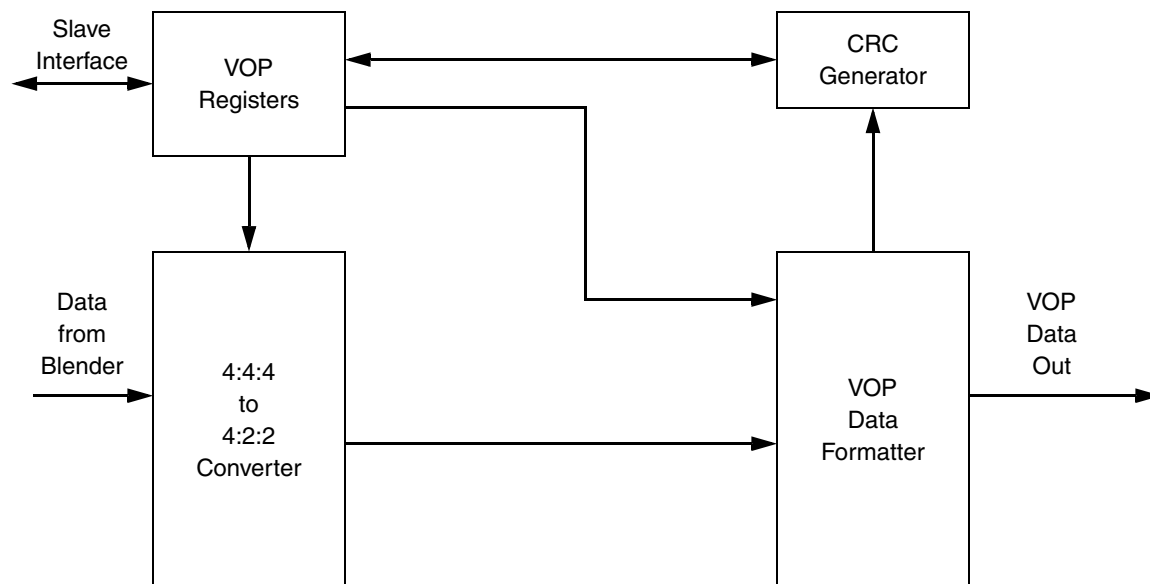 Slave
Interface
VOP
Registers
CRC
Generator
Data
from
Blender
4:4:4
to
4:2:2
Converter
VOP
Data
Formatter
VOP
Data
Out